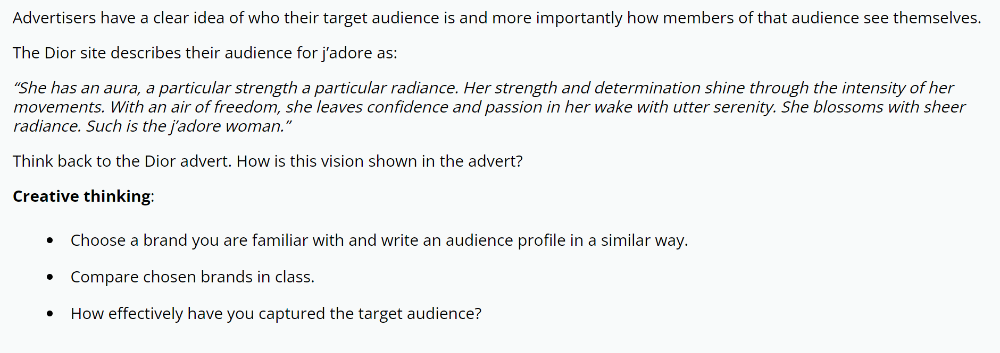 Advertisers have a clear idea of who their target audience is and more importantly how members of that audience see themselves.
The Dior site describes their audience for j’adore as:
“She has an aura, a particular strength a particular radiance. Her strength and determination shine through the intensity of her
movements. With an air of freedom, she leaves confidence and passion in her wake with utter serenity. She blossoms with sheer
radiance. Such is the j’adore woman.”
Think back to the Dior advert. How is this vision shown in the advert?
Creative thinking:
• Choose a brand you are familiar with and write an audience profile in a similar way.
• Compare chosen brands in class.
• How effectively have you captured the target audience?